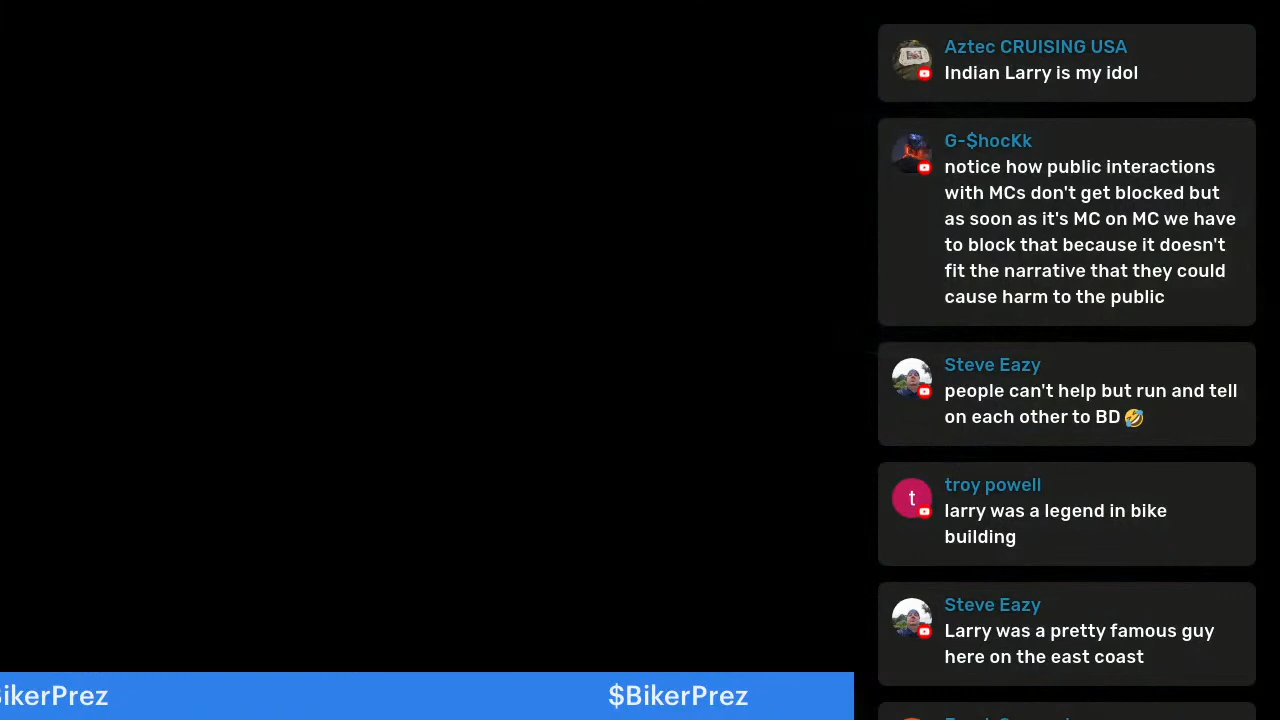 Aztec CRUISING USA
Indian Larry is my idol
G-$hocKk
notice how public interactions
with MCs don't get blocked but
as soon as it's MC on MC we have
to block that because it doesn't
fit the narrative that they could
cause harm to the public
Steve Eazy
people can't help but run and tell
on each other to BD 🤣
t
troy powell
larry was a legend in bike
building
Steve Eazy
Larry was a pretty famous guy
here on the east coast
BikerPrez
$BikerPrez